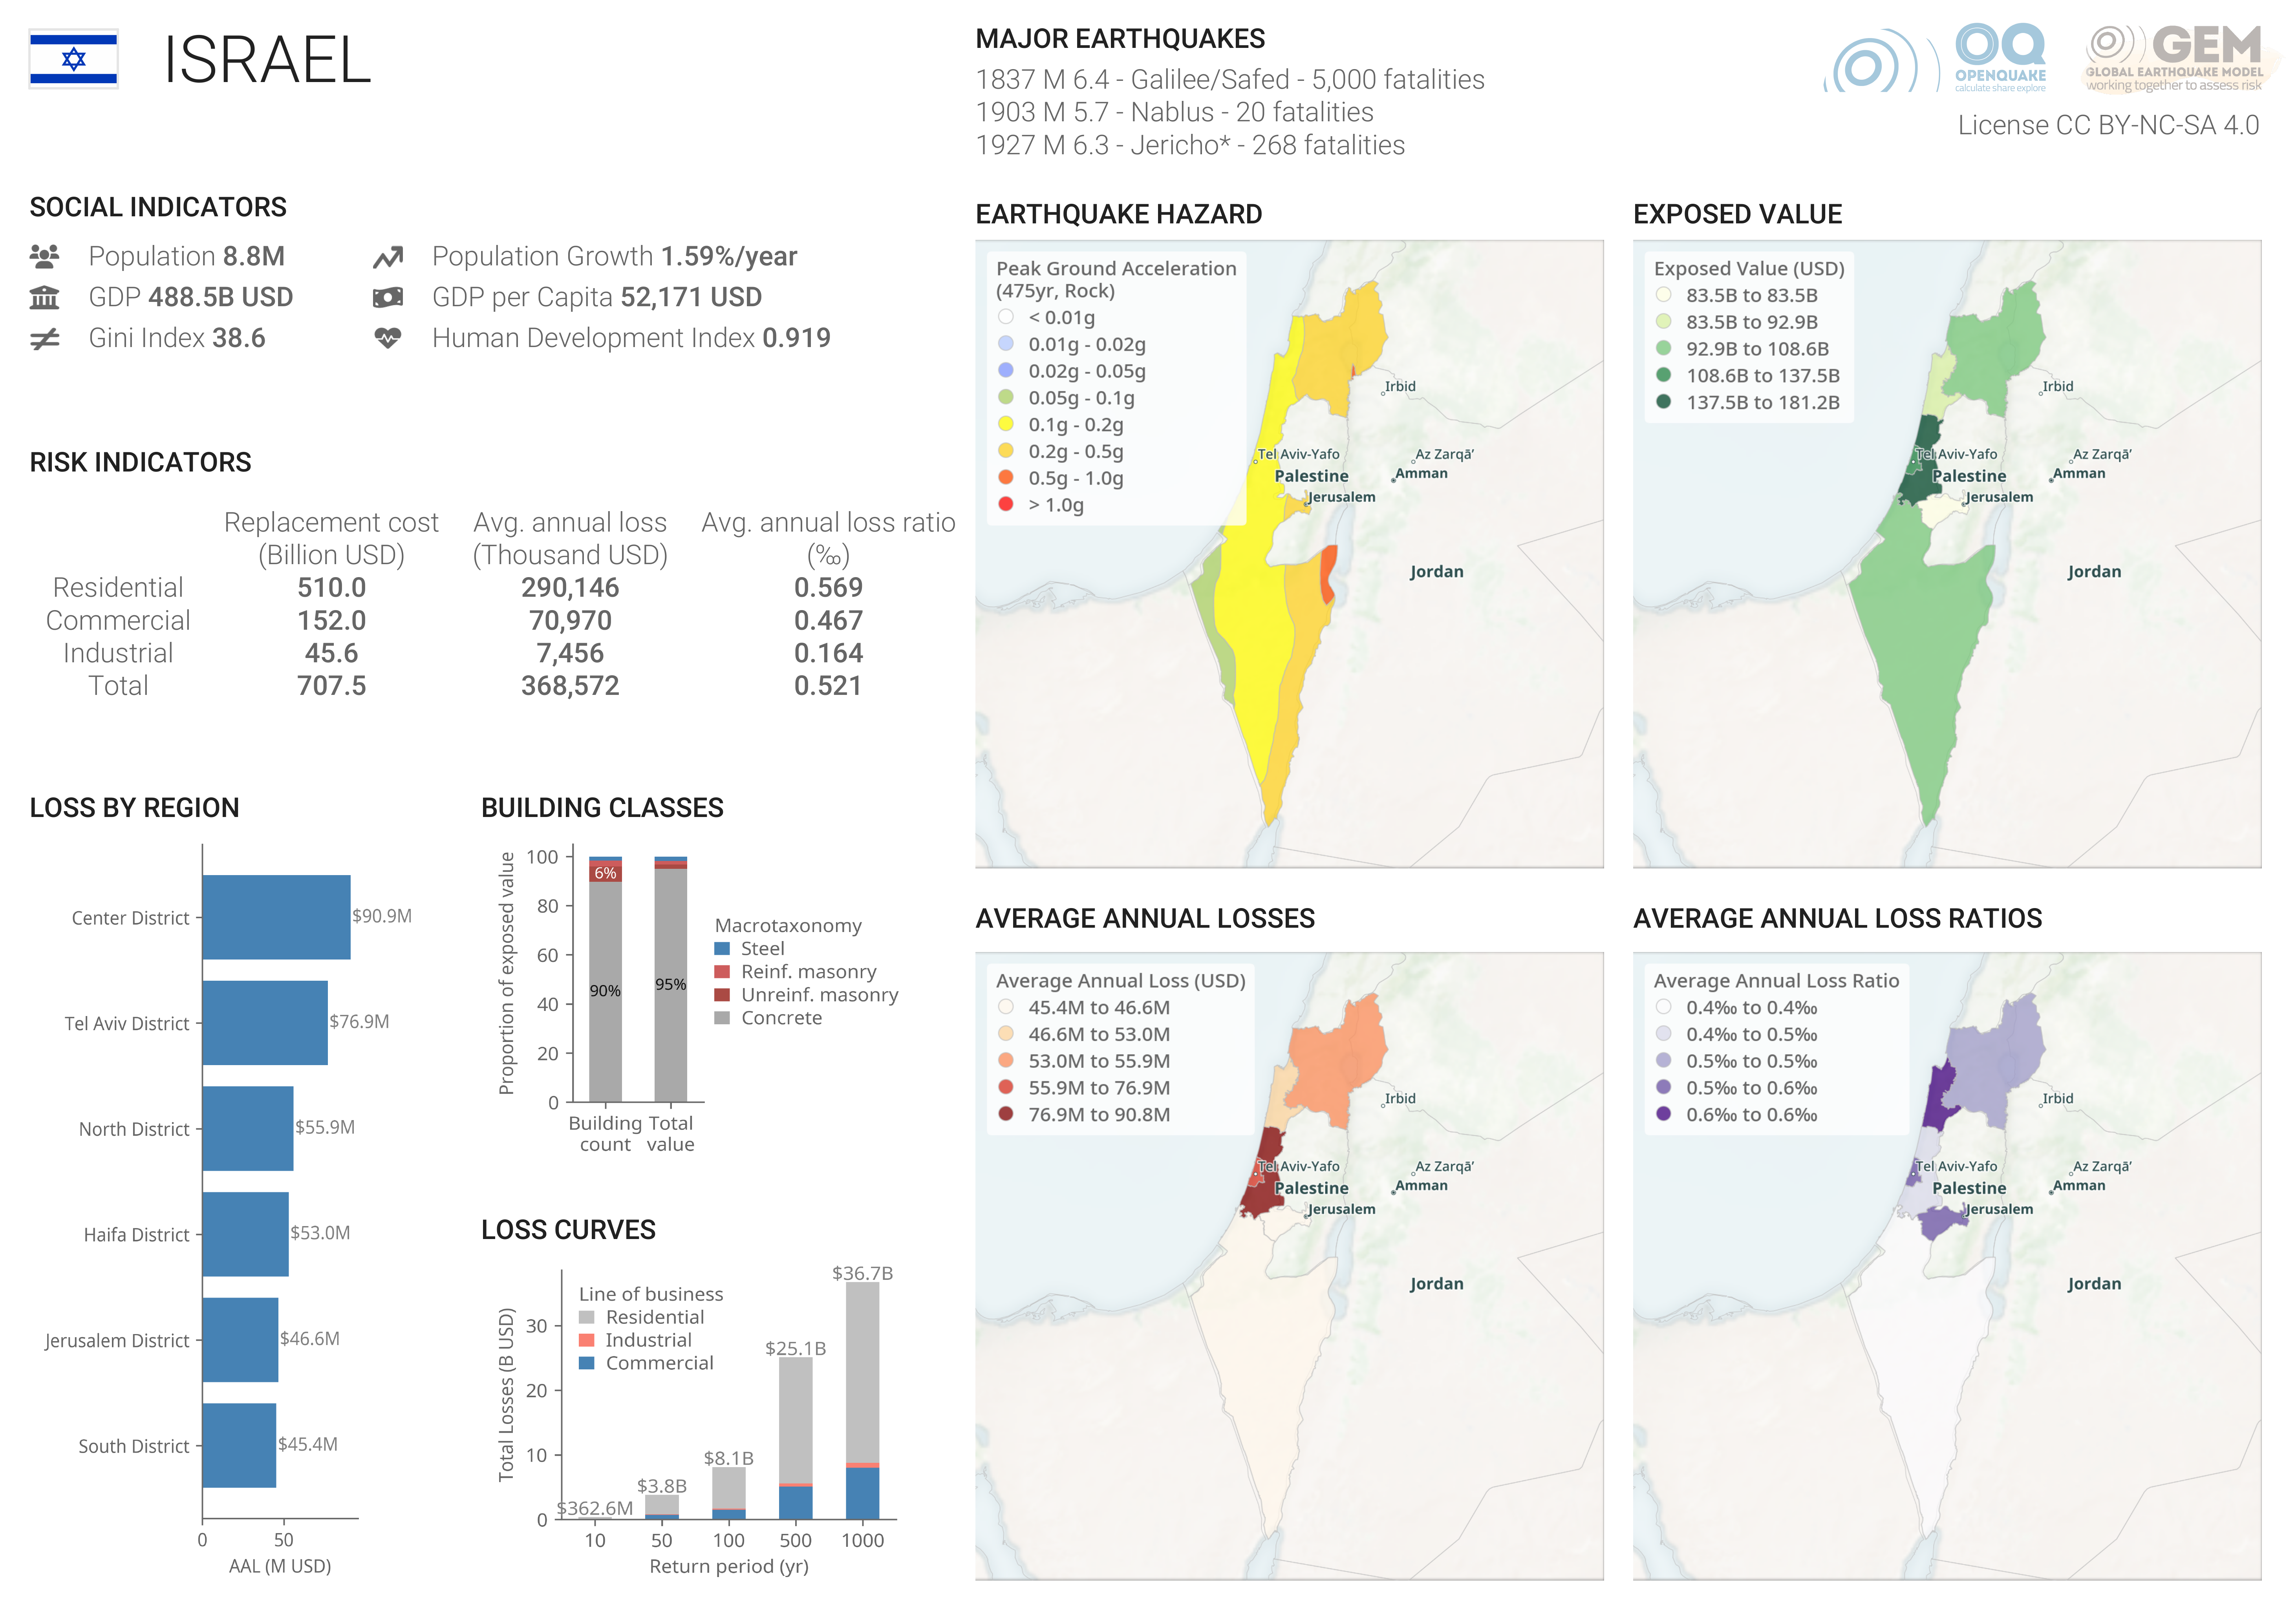 ISRAEL
MAJOR EARTHQUAKES
1837 M 6.4 - Galilee/Safed - 5,000 fatalities
1903 M 5.7 - Nablus - 20 fatalities
1927 M 6.3 - Jericho* - 268 fatalities
OQ
OPENQUAKE
calculate share explore
GEM
GLOBAL EARTHQUAKE MODEL
working together to assess risk
License CC BY-NC-SA 4.0
SOCIAL INDICATORS
Population 8.8M
Population Growth 1.59%/year
GDP 488.5B USD
GDP per Capita 52,171 USD
Gini Index 38.6
Human Development Index 0.919
RISK INDICATORS
Replacement cost Avg. annual loss Avg. annual loss ratio
(Billion USD) (Thousand USD) (‰)
Residential 510.0 290,146 0.569
Commercial 152.0 70,970 0.467
Industrial 45.6 7,456 0.164
Total 707.5 368,572 0.521
LOSS BY REGION
Center District $90.9M
Tel Aviv District $76.9M
North District $55.9M
Haifa District $53.0M
Jerusalem District $46.6M
South District $45.4M
0 50
AAL (M USD)
BUILDING CLASSES
Proportion of exposed value
100
80
60
40
20
0
6%
90%
95%
Building count
Total value
Macrotaxonomy
Steel
Reinf. masonry
Unreinf. masonry
Concrete
LOSS CURVES
Total Losses (B USD)
30
20
10
0
Line of business
Residential
Industrial
Commercial
$362.6M
$3.8B
$8.1B
$25.1B
$36.7B
10 50 100 500 1000
Return period (yr)
EARTHQUAKE HAZARD
Peak Ground Acceleration
(475yr, Rock)
< 0.01g
0.01g - 0.02g
0.02g - 0.05g
0.05g - 0.1g
0.1g - 0.2g
0.2g - 0.5g
0.5g - 1.0g
> 1.0g
Irbid
Tel Aviv-Yafo
Az Zarqā’
Palestine
Amman
Jerusalem
Jordan
EXPOSED VALUE
Exposed Value (USD)
83.5B to 83.5B
83.5B to 92.9B
92.9B to 108.6B
108.6B to 137.5B
137.5B to 181.2B
Irbid
Tel Aviv-Yafo
Az Zarqā’
Palestine
Amman
Jerusalem
Jordan
AVERAGE ANNUAL LOSSES
Average Annual Loss (USD)
45.4M to 46.6M
46.6M to 53.0M
53.0M to 55.9M
55.9M to 76.9M
76.9M to 90.8M
Irbid
Tel Aviv-Yafo
Az Zarqā’
Palestine
Amman
Jerusalem
Jordan
AVERAGE ANNUAL LOSS RATIOS
Average Annual Loss Ratio
0.4‰ to 0.4‰
0.4‰ to 0.5‰
0.5‰ to 0.5‰
0.5‰ to 0.6‰
0.6‰ to 0.6‰
Irbid
Tel Aviv-Yafo
Az Zarqā’
Palestine
Amman
Jerusalem
Jordan